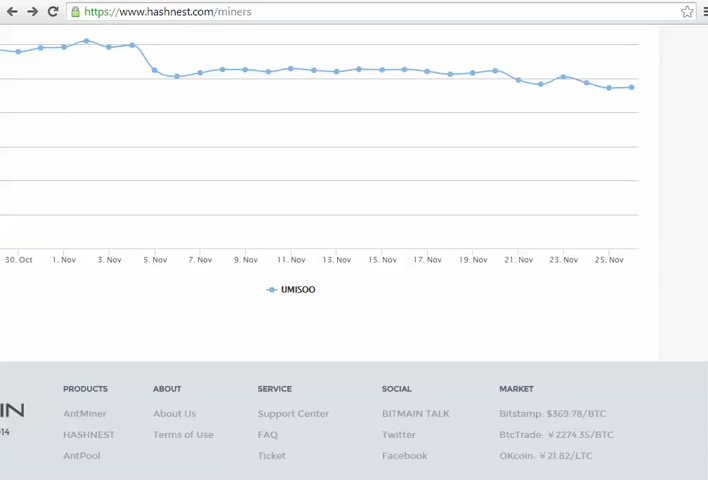 https://www.hashnest.com/miners
30. Oct 1. Nov 3. Nov 5. Nov 7. Nov 9. Nov 11. Nov 13. Nov 15. Nov 17. Nov 19. Nov 21. Nov 23. Nov 25. Nov
UMISOO
PRODUCTS ABOUT SERVICE SOCIAL MARKET
IN AntMiner About Us Support Center BITMAIN TALK Bitstamp: $369.78/BTC
14 HASHNEST Terms of Use FAQ Twitter BtcTrade: ￥2274.35/BTC
AntPool Ticket Facebook OKcoin: ￥21.82/LTC